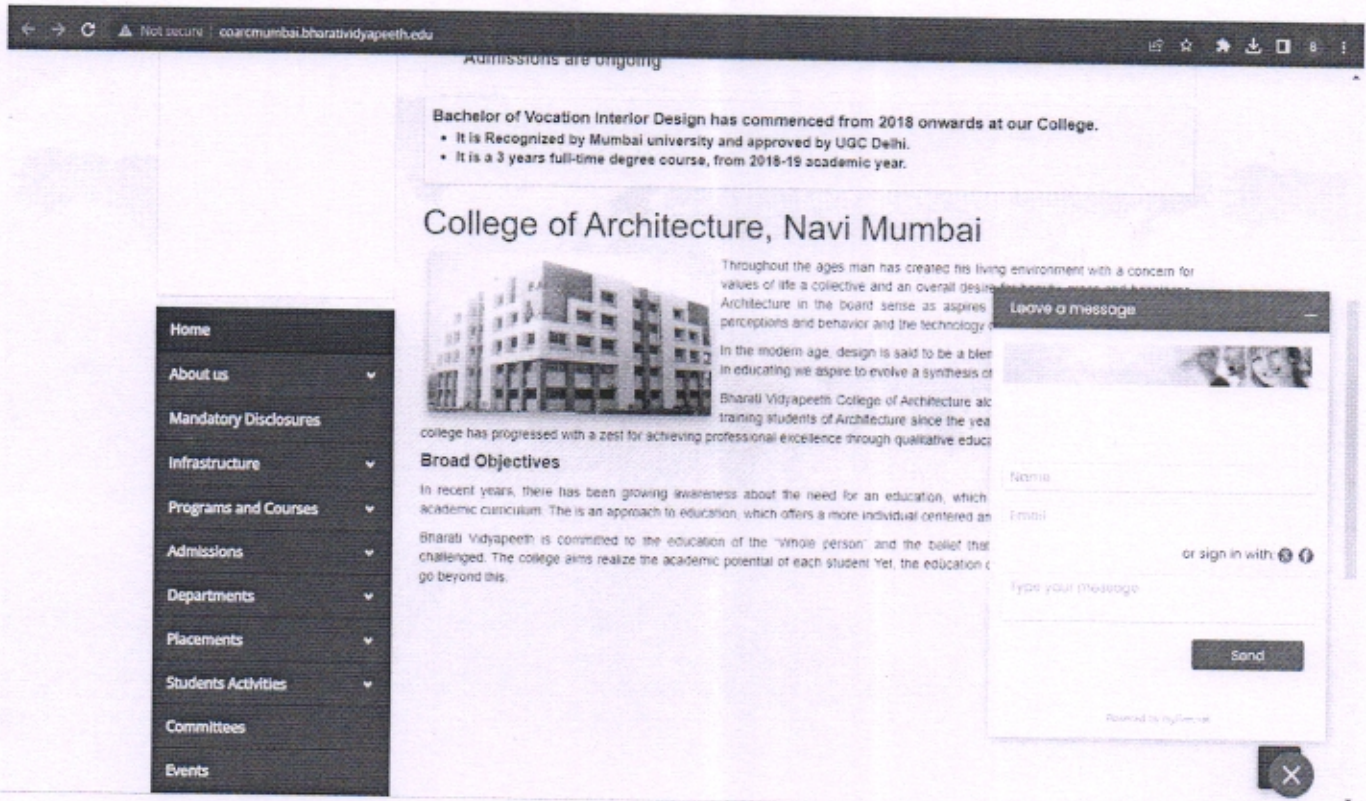 Not secure | coarcmumbai.bharatividyapeeth.edu
Admissions are ongoing
Bachelor of Vocation Interior Design has commenced from 2018 onwards at our College.
• It is Recognized by Mumbai university and approved by UGC Delhi.
• It is a 3 years full-time degree course, from 2018-19 academic year.
College of Architecture, Navi Mumbai
Throughout the ages man has created his living environment with a concern for
values of life a collective and an overall desire
Architecture in the board sense as aspires
perceptions and behavior and the technology
In the modern age, design is said to be a
In educating we aspire to evolve a synthesis
Bharati Vidyapeeth College of Architecture
training students of Architecture since the
college has progressed with a zest for achieving professional excellence through qualitative
Broad Objectives
In recent years, there has been growing awareness about the need for an education, which
academic curriculum. The is an approach to education, which offers a more individual centered
Bharati Vidyapeeth is committed to the education of the "Whole person" and the belief that
challenged. The college aims realize the academic potential of each student Yet, the education
go beyond this.
Home
About us
Mandatory Disclosures
Infrastructure
Programs and Courses
Admissions
Departments
Placements
Students Activities
Committees
Events
Leave a message
Name
Email
or sign in with
Type your message
Send
Powered by